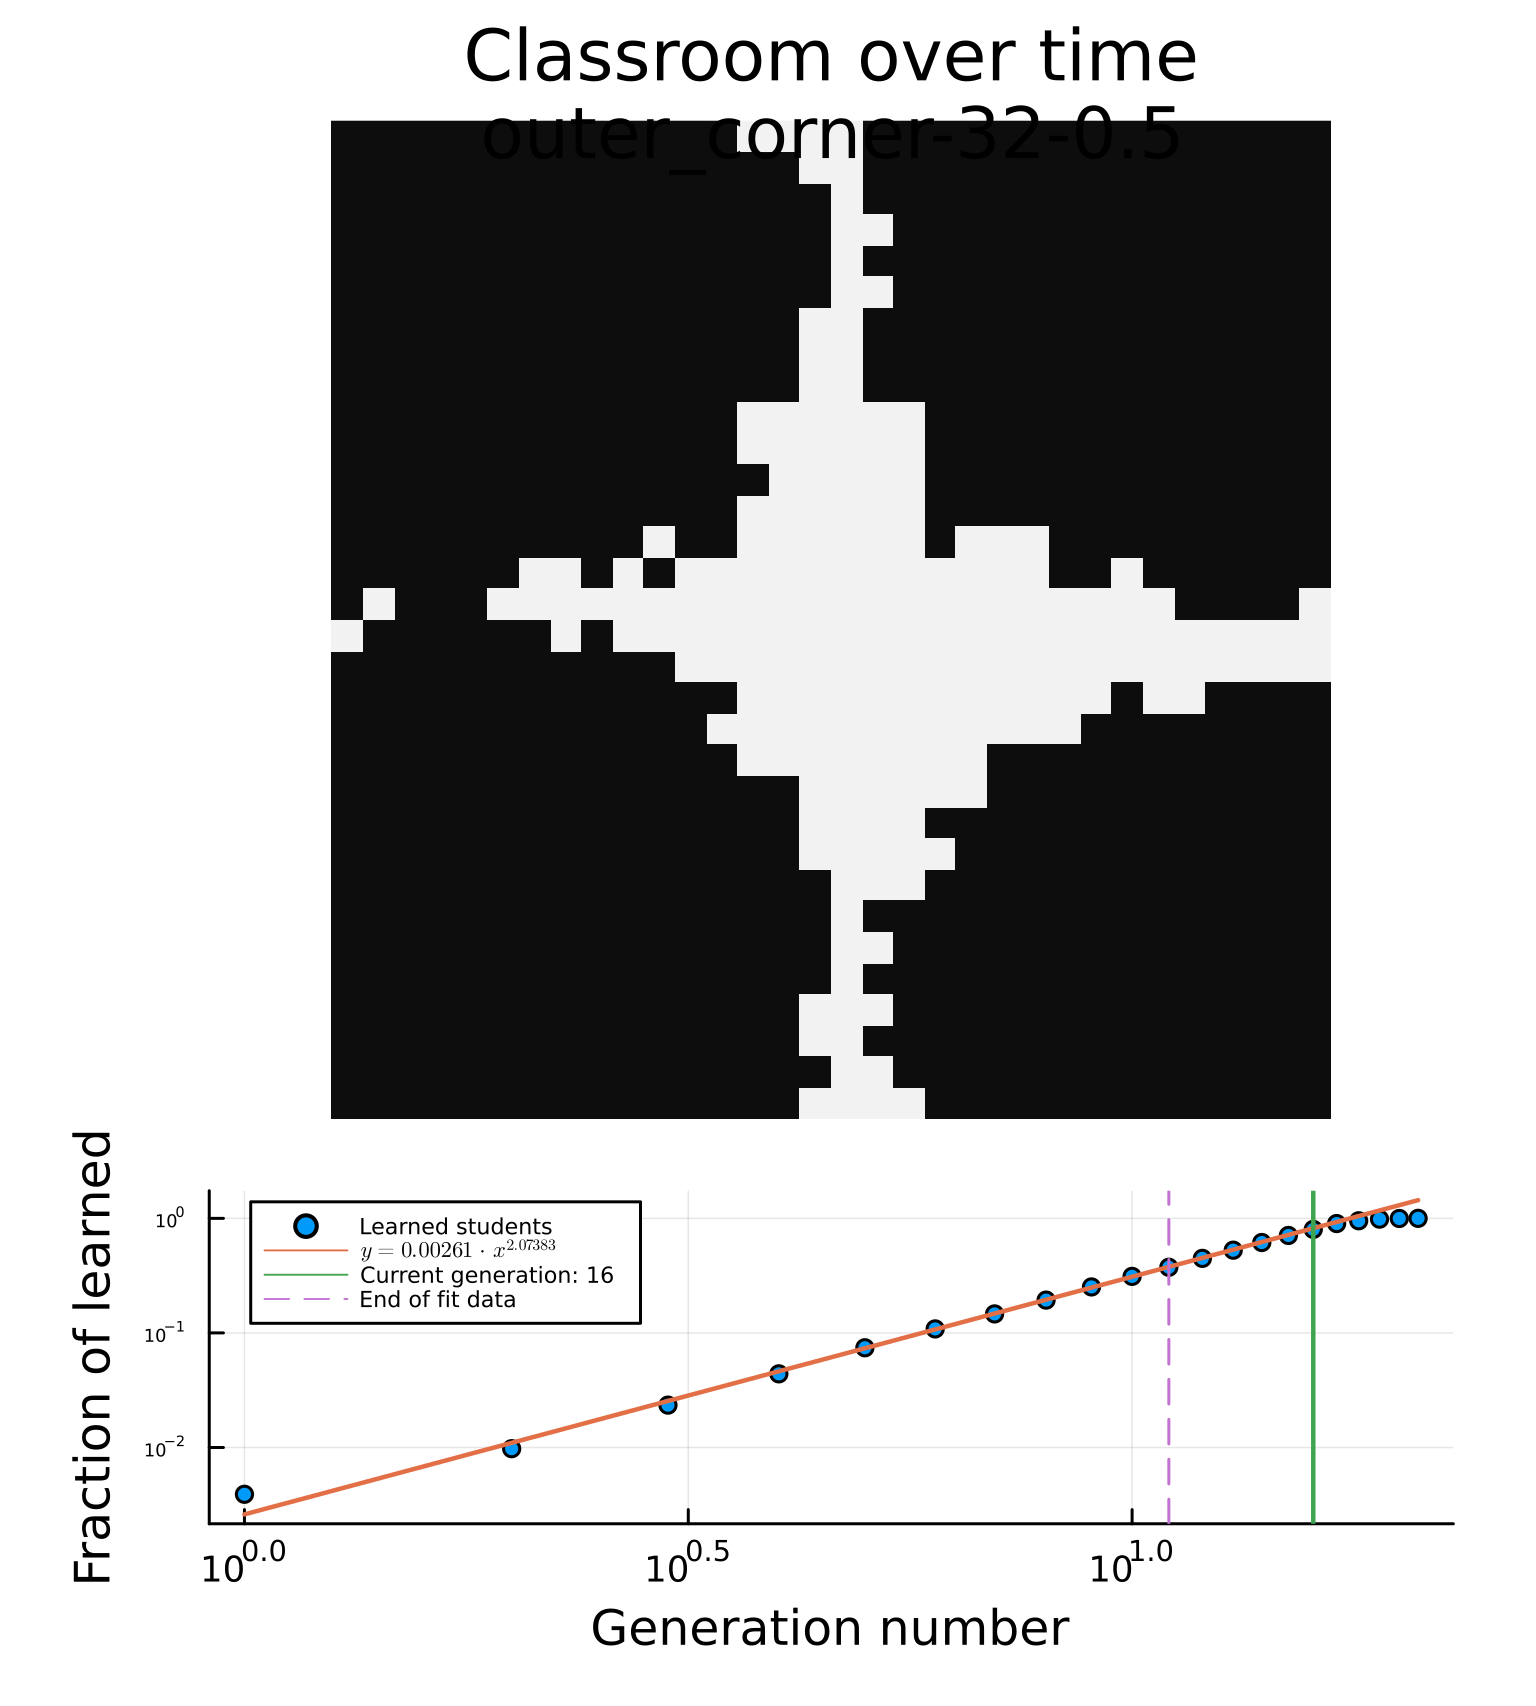 Classroom over time
outer_corner-32-0.5
Fraction of learned
10^0
10^−1
10^−2
Learned students
y = 0.00261 · x^2.07383
Current generation: 16
End of fit data
10^0.0
10^0.5
10^1.0
Generation number